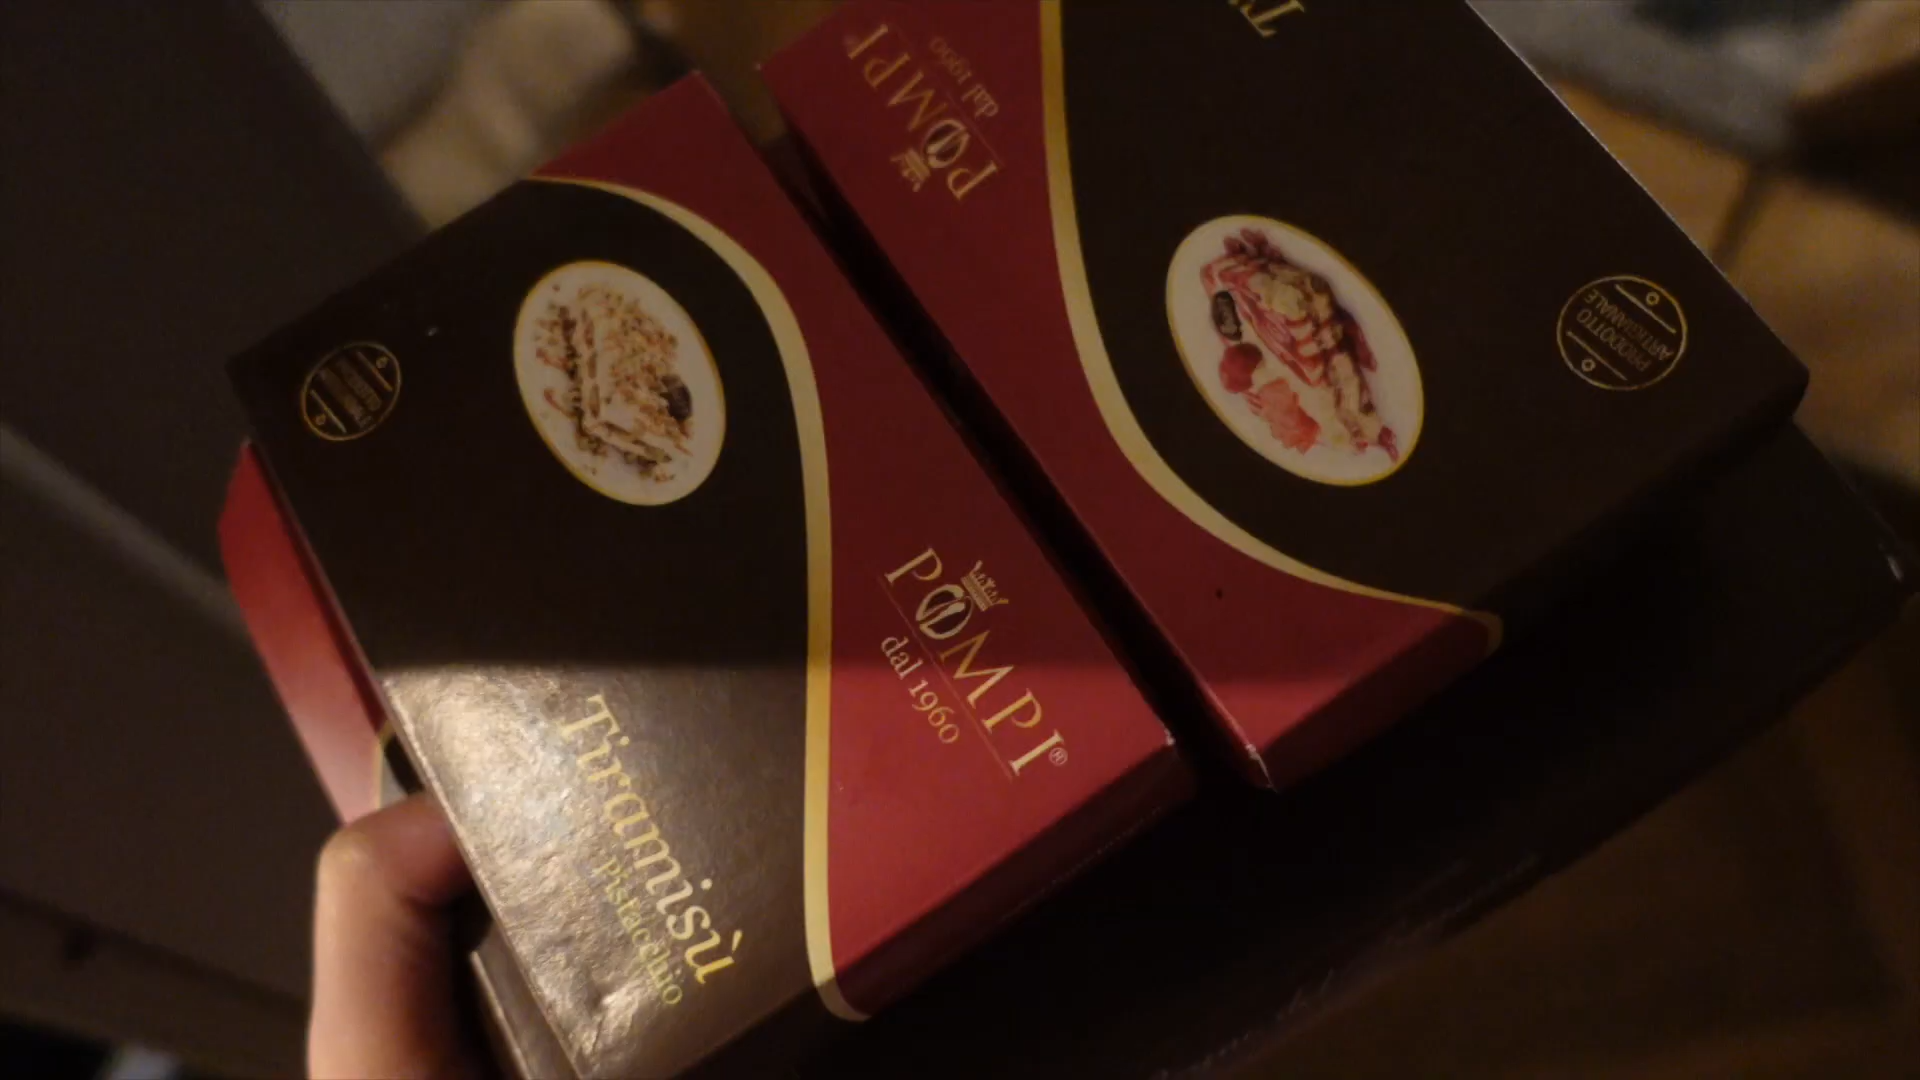 POMPI®
dal 1960
Tiramisù
Pistacchio
POMPI®
dal 1960
PRODOTTO
ARTIGIANALE